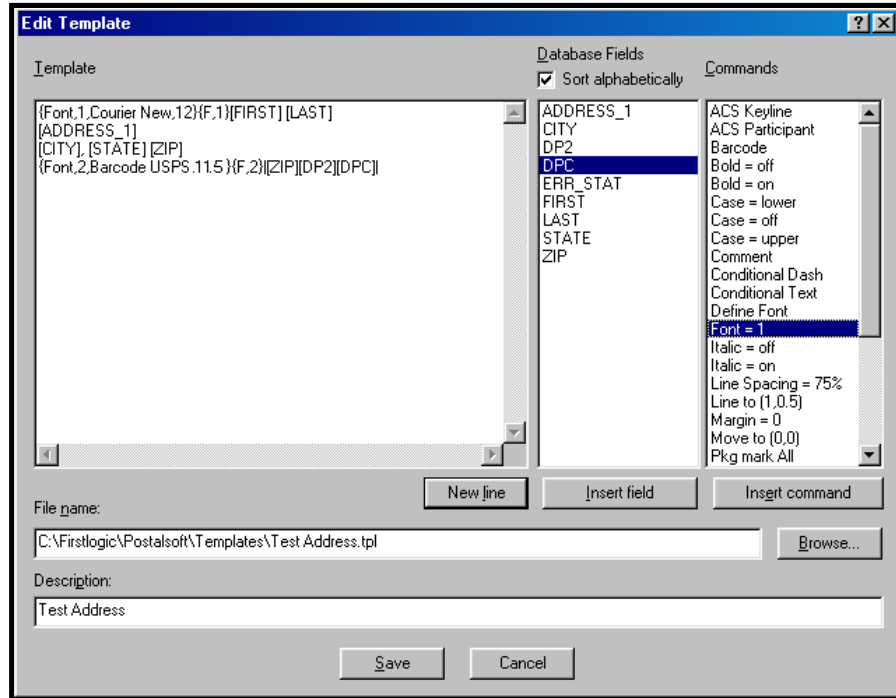 Edit Template
Template
{Font,1,Courier New,12}{F,1}[FIRST] [LAST]
[ADDRESS_1]
[CITY], [STATE] [ZIP]
{Font,2,Barcode USPS.11.5 }{F,2}|[ZIP][DP2][DPC]|
Database Fields
Sort alphabetically
ADDRESS_1
CITY
DP2
DPC
ERR_STAT
FIRST
LAST
STATE
ZIP
Commands
ACS Keyline
ACS Participant
Barcode
Bold = off
Bold = on
Case = lower
Case = off
Case = upper
Comment
Conditional Dash
Conditional Text
Define Font
Font = 1
Italic = off
Italic = on
Line Spacing = 75%
Line to (1,0.5)
Margin = 0
Move to (0,0)
Pkg mark All
New line
Insert field
Insert command
File name:
C:\Firstlogic\Postalsoft\Templates\Test Address.tpl
Browse...
Description:
Test Address
Save
Cancel